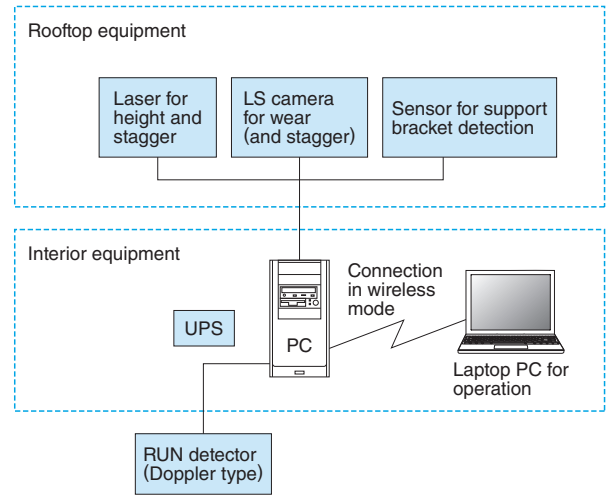 Rooftop equipment
Laser for
height and
stagger
LS camera
for wear
(and stagger)
Sensor for support
bracket detection
Interior equipment
Connection
in wireless
mode
UPS
PC
Laptop PC for
operation
RUN detector
(Doppler type)